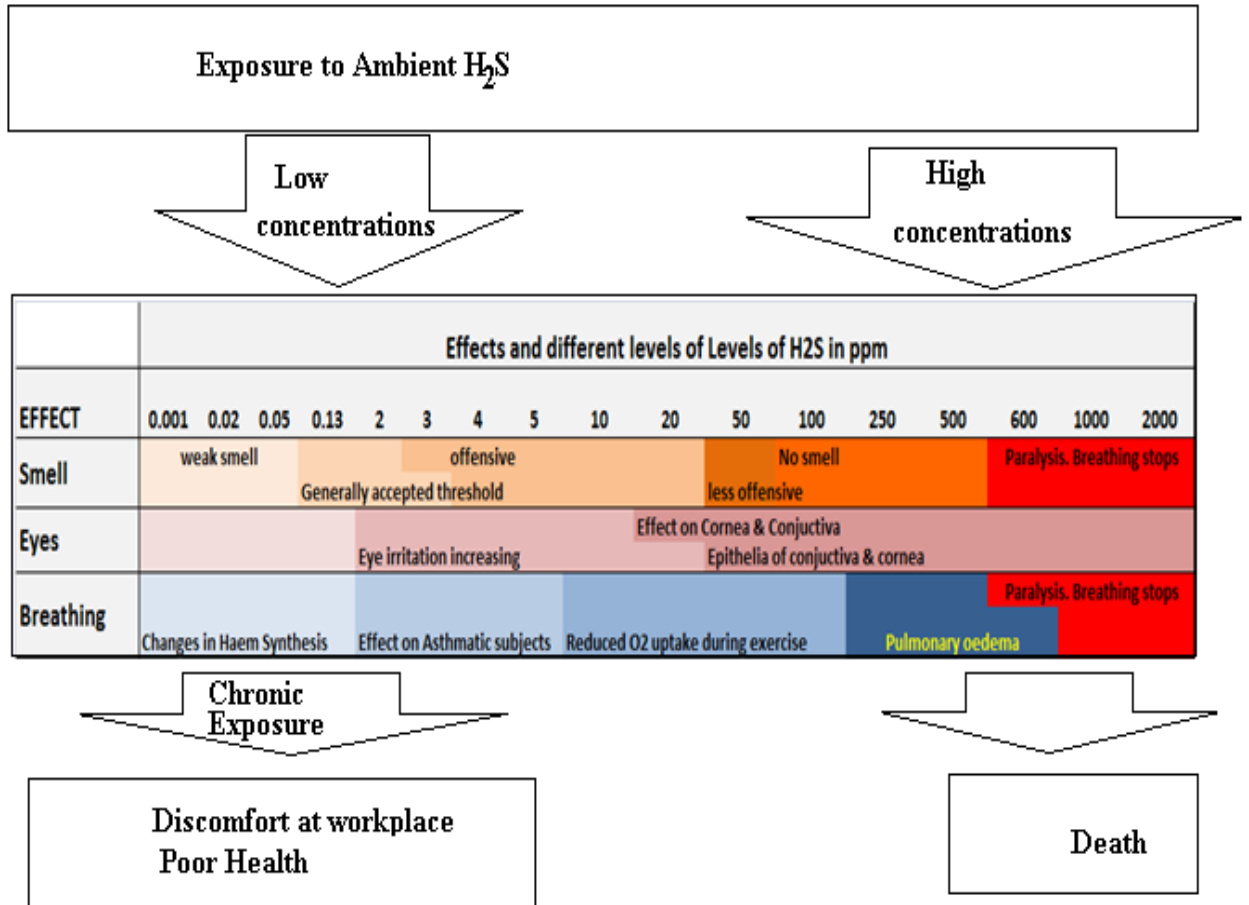 Exposure to Ambient H₂S
Low
concentrations
High
concentrations
Effects and different levels of Levels of H2S in ppm
EFFECT 0.001 0.02 0.05 0.13 2 3 4 5 10 20 50 100 250 500 600 1000 2000
Smell
weak smell offensive No smell Paralysis. Breathing stops
Generally accepted threshold less offensive
Eyes
Effect on Cornea & Conjuctiva
Eye irritation increasing Epithelia of conjuctiva & cornea
Breathing
Paralysis. Breathing stops
Changes in Haem Synthesis Effect on Asthmatic subjects Reduced O2 uptake during exercise Pulmonary oedema
Chronic
Exposure
Discomfort at workplace
Poor Health
Death